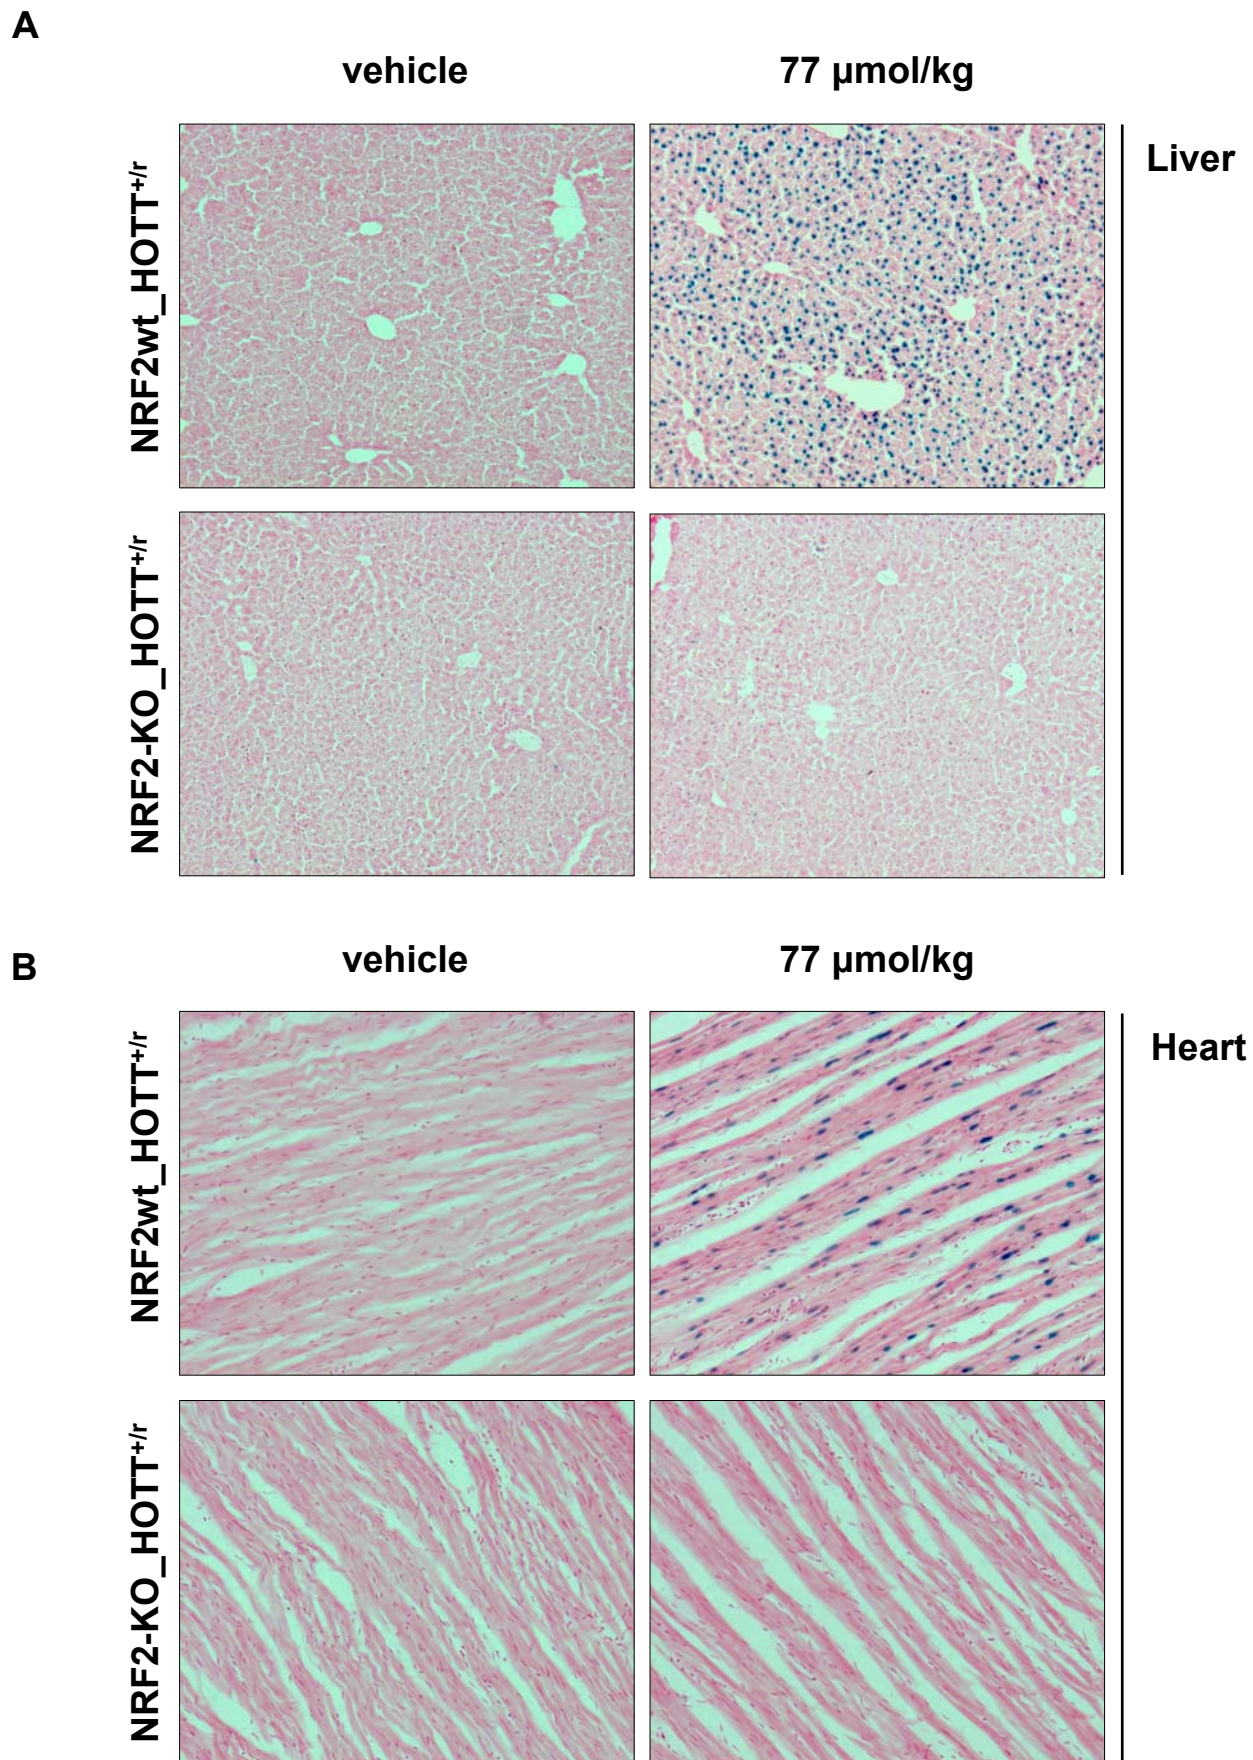 A
vehicle 77 µmol/kg
Liver
NRF2wt_HOTT+/r
NRF2-KO_HOTT+/r
B
vehicle 77 µmol/kg
Heart
NRF2wt_HOTT+/r
NRF2-KO_HOTT+/r